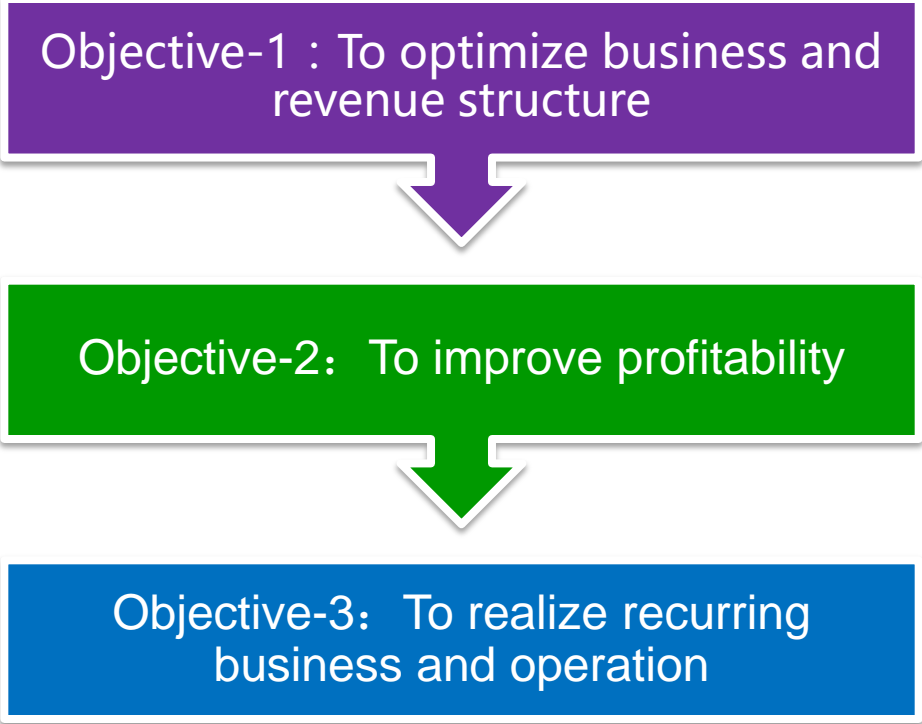 Objective-1：To optimize business and
revenue structure
Objective-2： To improve profitability
Objective-3： To realize recurring
business and operation